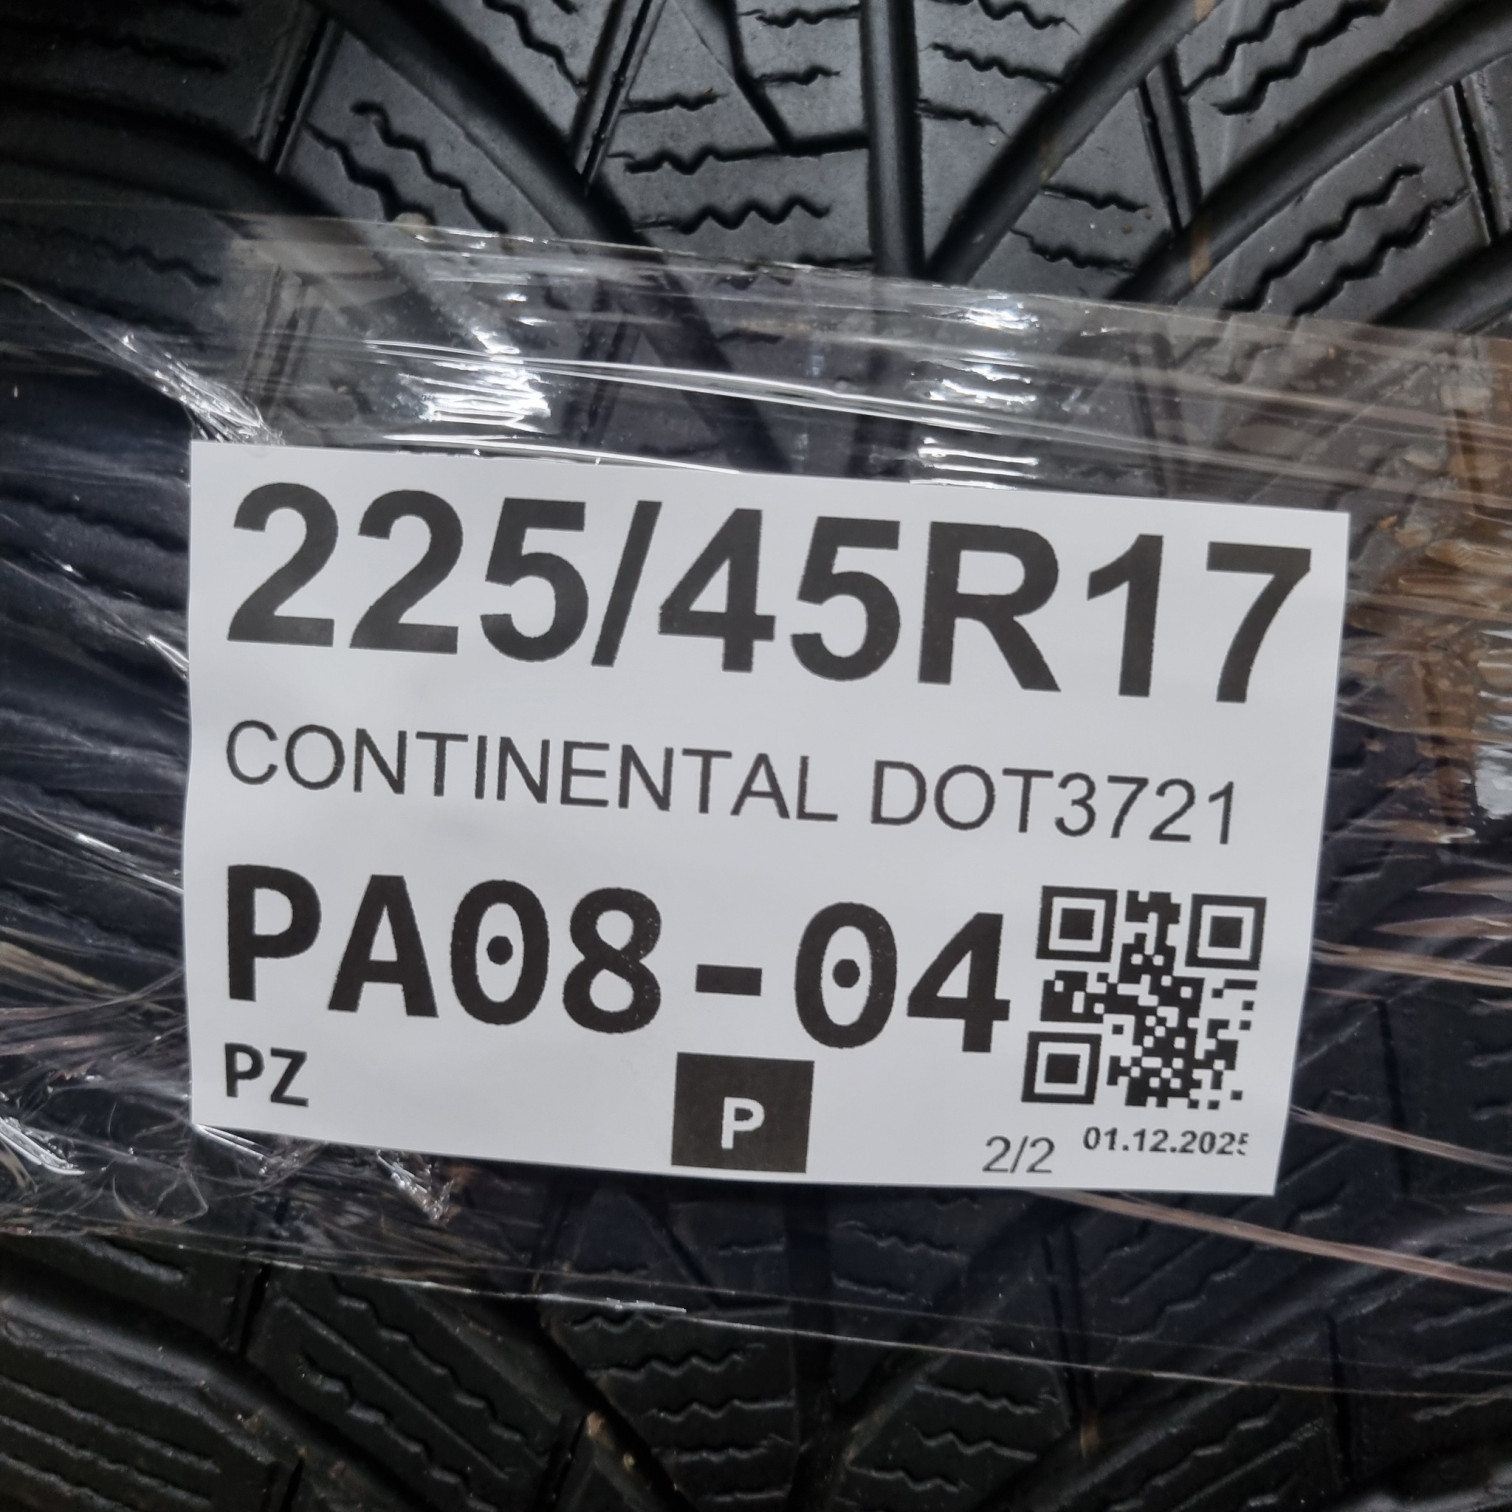 225/45R17
CONTINENTAL DOT3721
PA08-04
PZ
P
2/2 01.12.2025